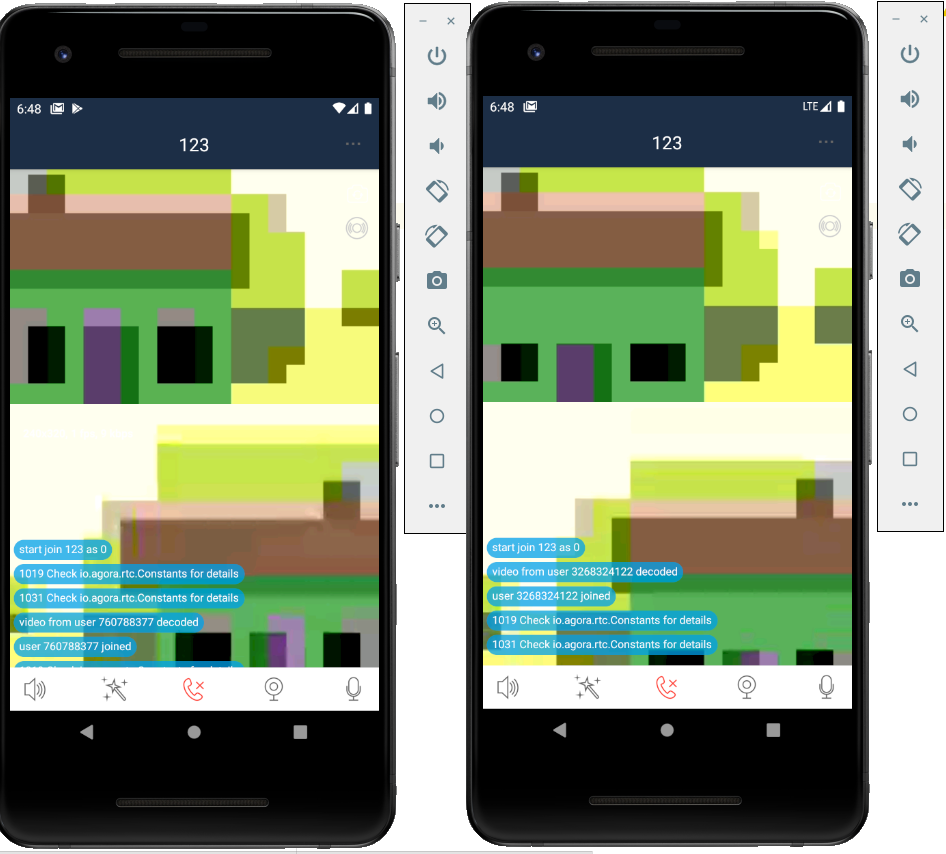 6:48
123
start join 123 as 0
1019 Check io.agora.rtc.Constants for details
1031 Check io.agora.rtc.Constants for details
video from user 760788377 decoded
user 760788377 joined
6:48 LTE
123
start join 123 as 0
video from user 3268324122 decoded
user 3268324122 joined
1019 Check io.agora.rtc.Constants for details
1031 Check io.agora.rtc.Constants for details